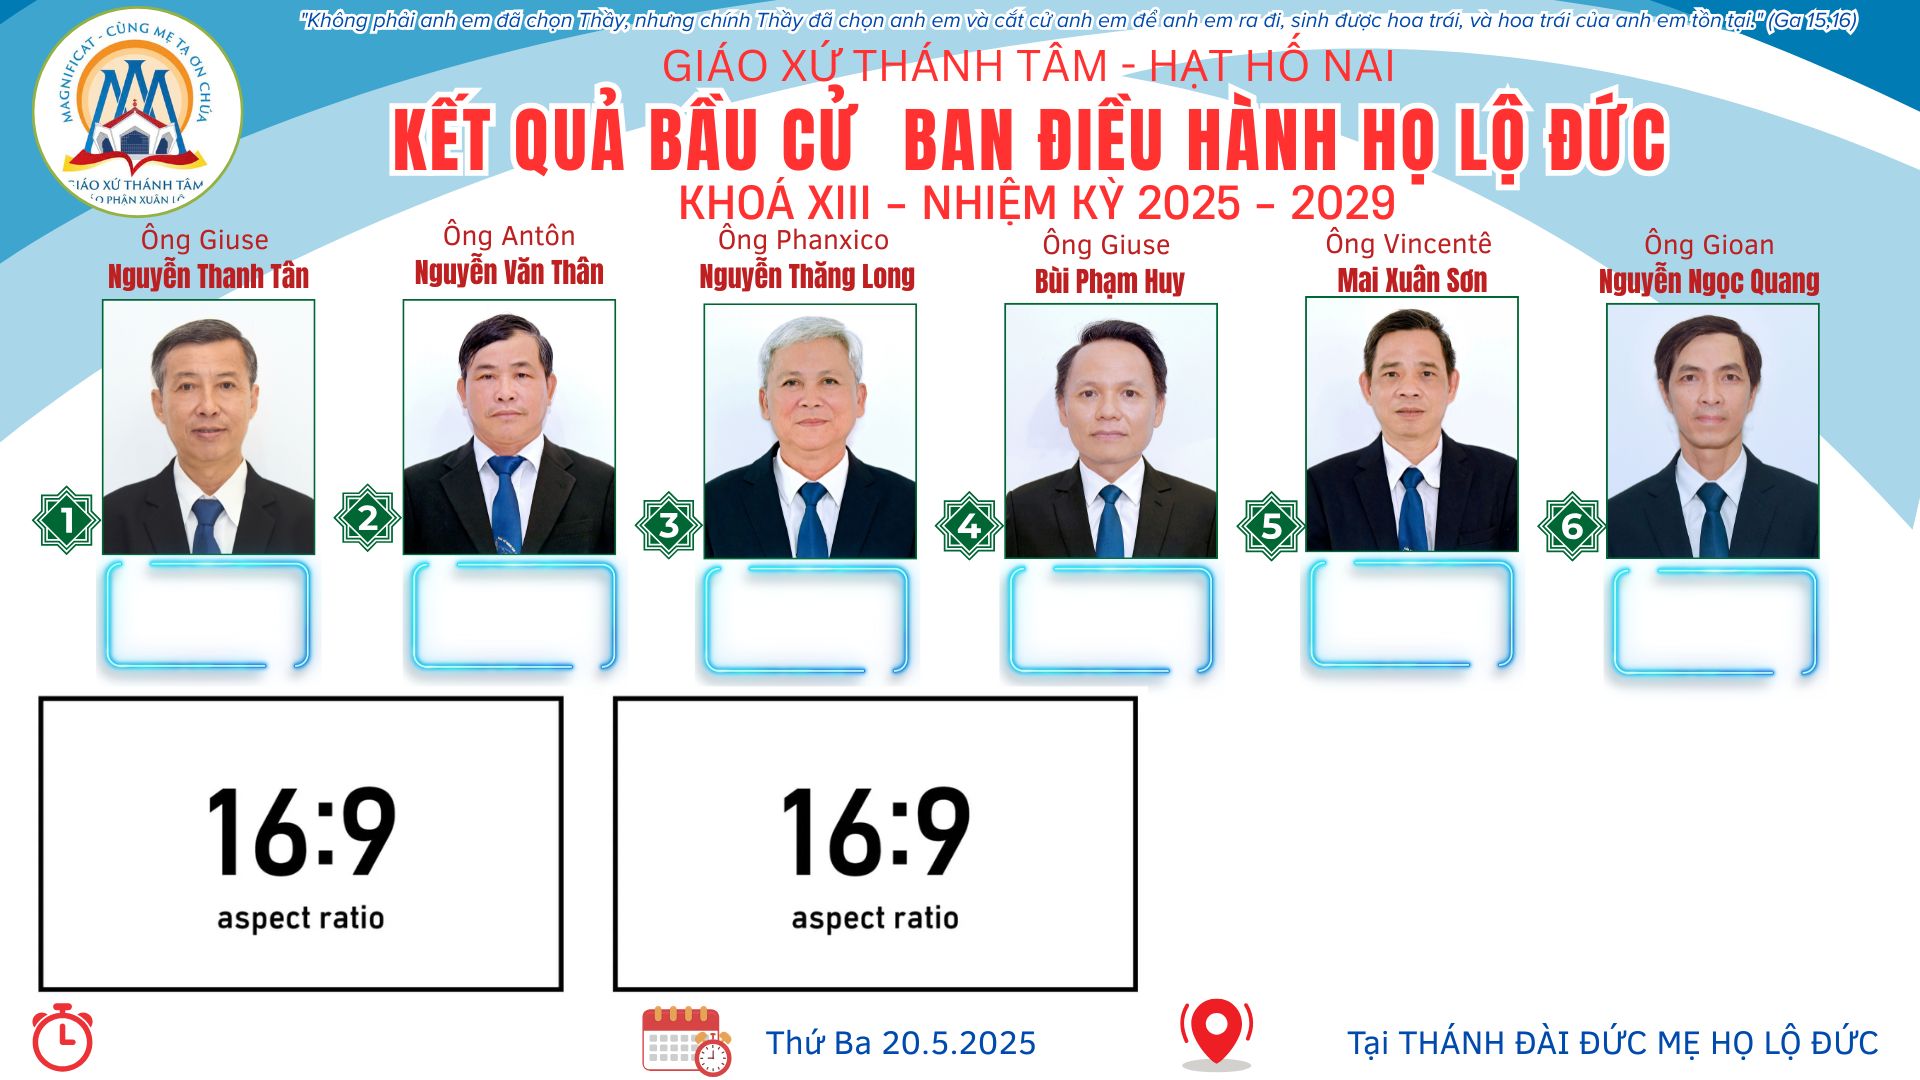 "Không phải anh em đã chọn Thầy, nhưng chính Thầy đã chọn anh em và cắt cử anh em để anh em ra đi, sinh được hoa trái, và hoa trái của anh em tồn tại." (Ga 15,16)
MAGNIFICAT - CÙNG MẸ TẠ ƠN CHÚA
GIÁO XỨ THÁNH TÂM
PHẬN XUÂN
GIÁO XỨ THÁNH TÂM - HẠT HỐ NAI
KẾT QUẢ BẦU CỬ BAN ĐIỀU HÀNH HỌ LỘ ĐỨC
KHOÁ XIII – NHIỆM KỲ 2025 – 2029
Ông Giuse
Nguyễn Thanh Tân
Ông Antôn
Nguyễn Văn Thân
Ông Phanxico
Nguyễn Thăng Long
Ông Giuse
Bùi Phạm Huy
Ông Vincentê
Mai Xuân Sơn
Ông Gioan
Nguyễn Ngọc Quang
1
2
3
4
5
6
16:9
aspect ratio
16:9
aspect ratio
Thứ Ba 20.5.2025
Tại THÁNH ĐÀI ĐỨC MẸ HỌ LỘ ĐỨC